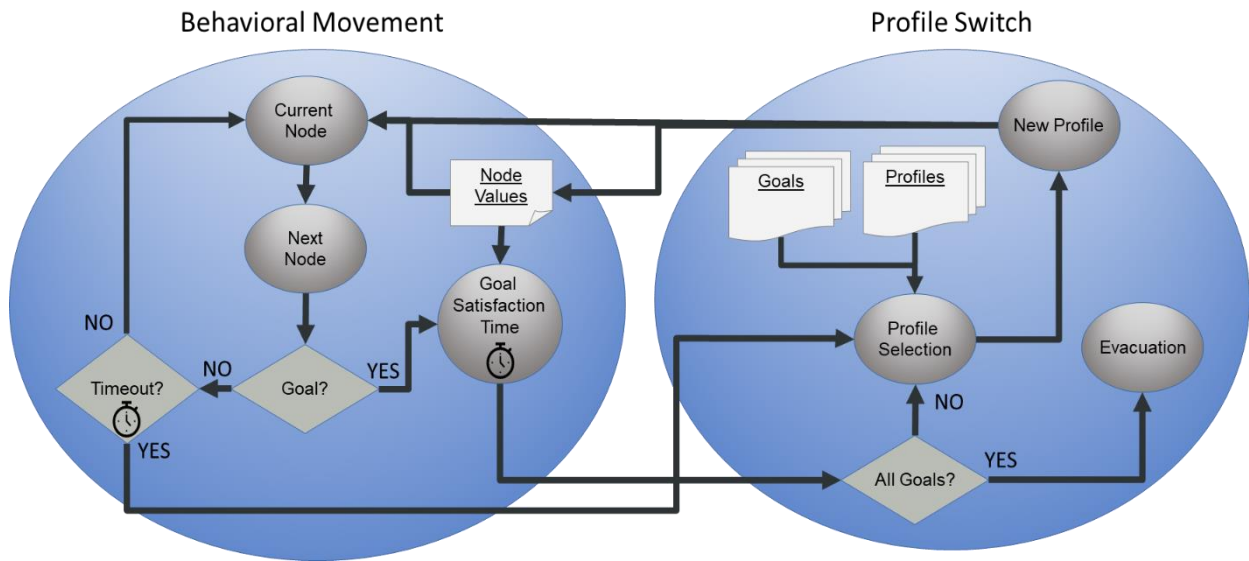 Behavioral Movement
Profile Switch
Current
Node
New Profile
Node
Values
Goals
Profiles
Next
Node
Goal
Satisfaction
Time
NO
Profile
Selection
Evacuation
Timeout?
NO
Goal?
YES
NO
YES
All Goals?
YES